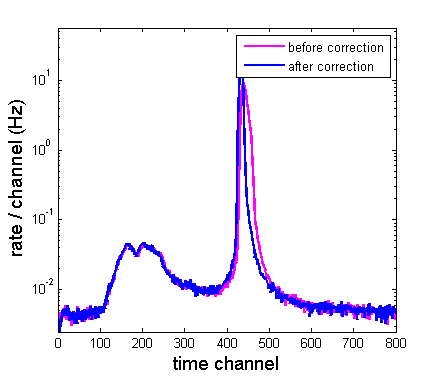 before correction
after correction
10^1
10^0
10^-1
10^-2
rate / channel (Hz)
0 100 200 300 400 500 600 700 800
time channel